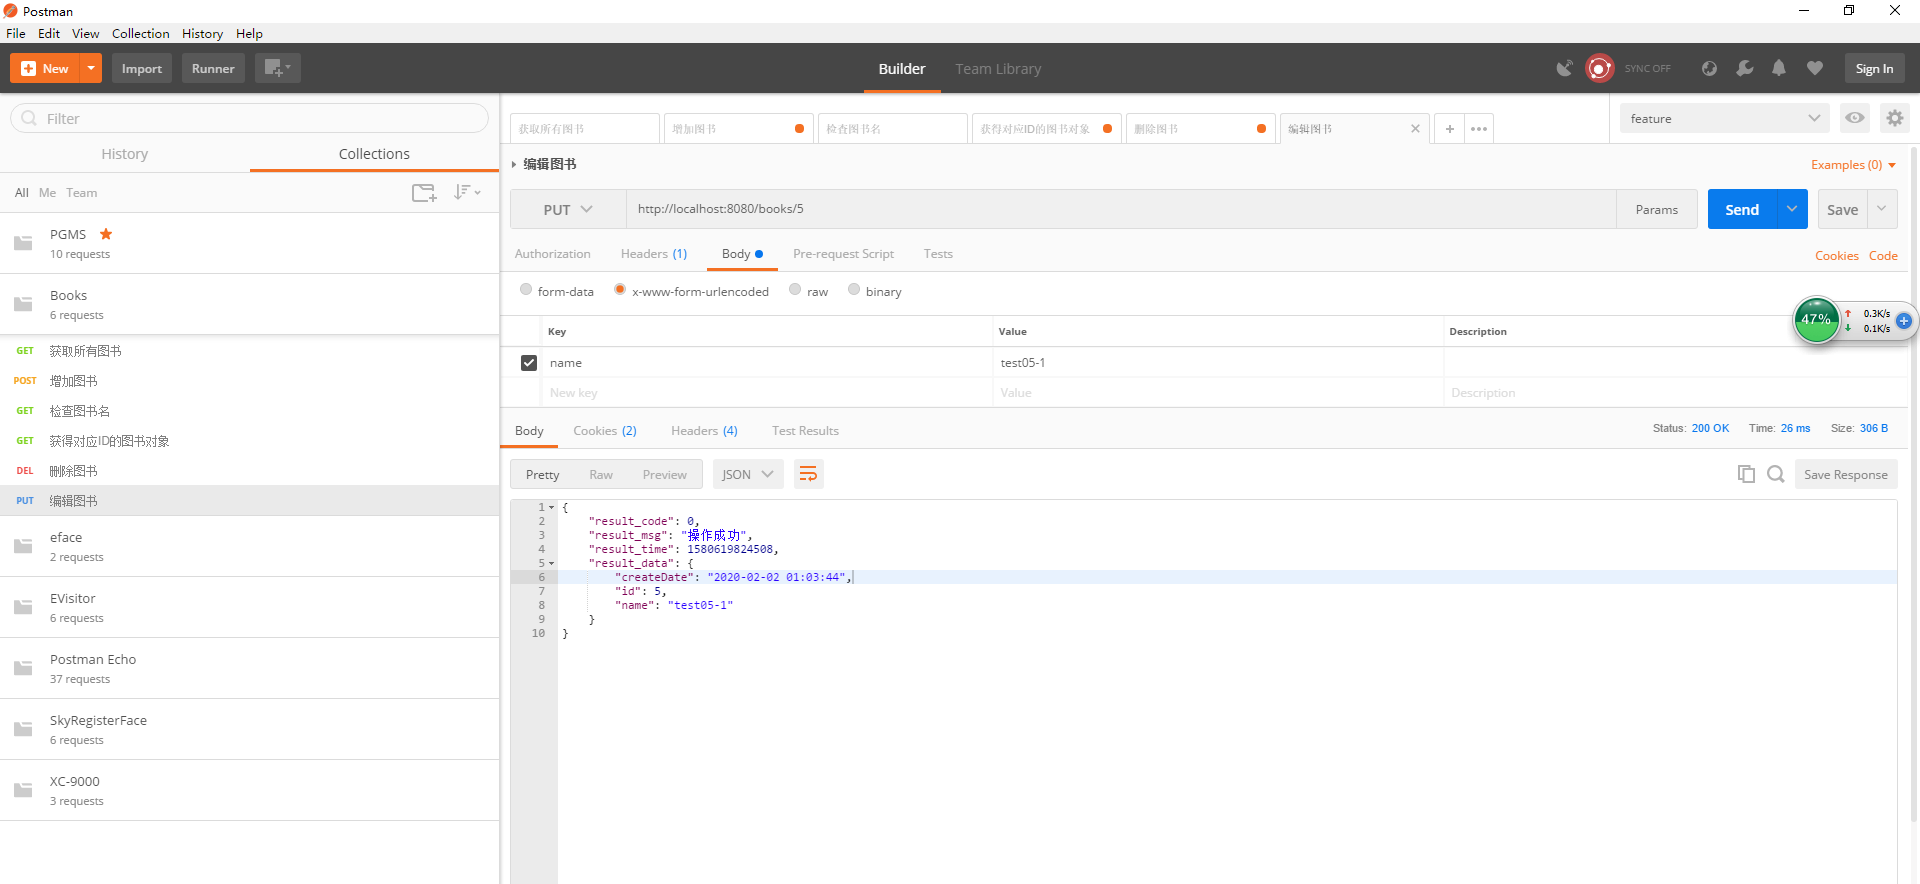 Postman
File Edit View Collection History Help
New Import Runner Builder Team Library SYNC OFF Sign In
Filter
History Collections
All Me Team
PGMS
10 requests
Books
6 requests
GET 获取所有图书
POST 增加图书
GET 检查图书名
GET 获得对应ID的图书对象
DEL 删除图书
PUT 编辑图书
eface
2 requests
EVisitor
6 requests
Postman Echo
37 requests
SkyRegisterFace
6 requests
XC-9000
3 requests
获取所有图书 增加图书 检查图书名 获得对应ID的图书对象 删除图书 编辑图书
feature
编辑图书 Examples (0)
PUT http://localhost:8080/books/5 Params Send Save
Authorization Headers (1) Body Pre-request Script Tests Cookies Code
form-data x-www-form-urlencoded raw binary
47% 0.3K/s
0.1K/s
Key Value Description
name test05-1
New key Value Description
Body Cookies (2) Headers (4) Test Results Status: 200 OK Time: 26 ms Size: 306 B
Pretty Raw Preview JSON Save Response
1 {
2 "result_code": 0,
3 "result_msg": "操作成功",
4 "result_time": 1580619824508,
5 "result_data": {
6 "createDate": "2020-02-02 01:03:44",
7 "id": 5,
8 "name": "test05-1"
9 }
10 }